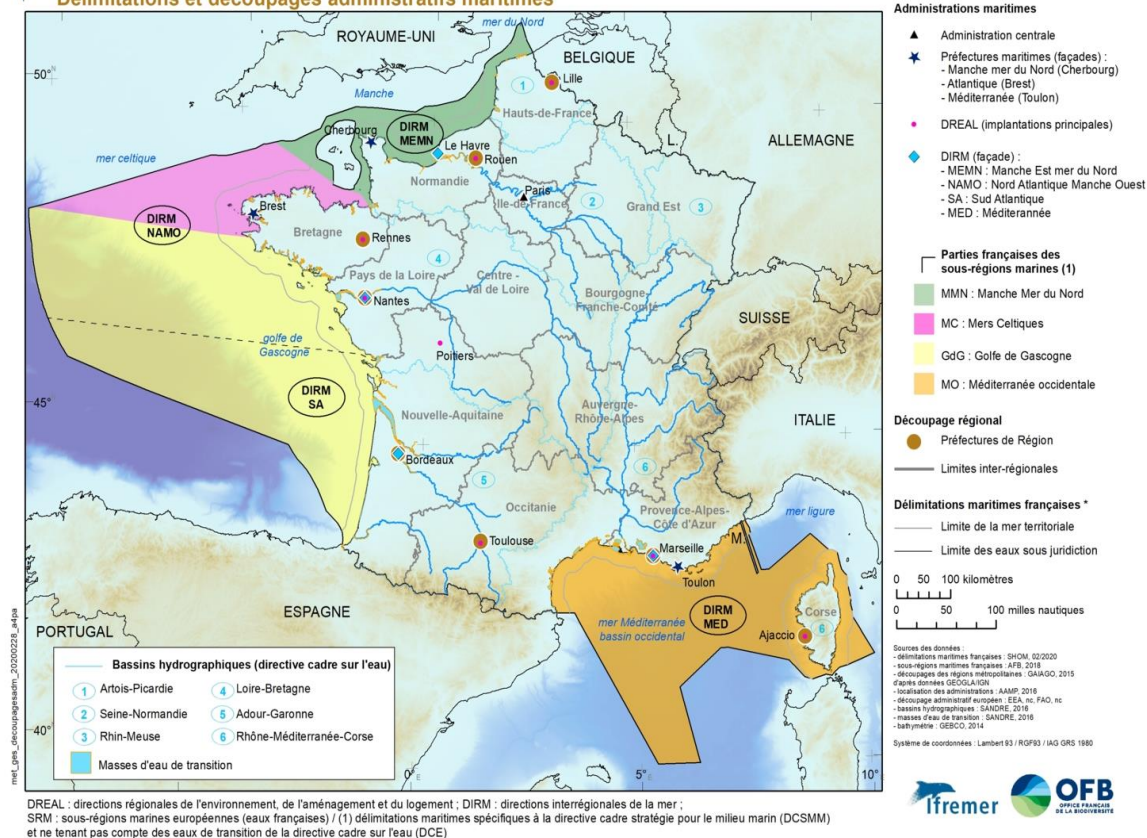 Délimitations et découpages administratifs maritimes
mer du Nord
ROYAUME-UNI
BELGIQUE
50°N
Lille
1
Manche
Hauts-de-France
Cherbourg
DIRM
MEMN
L.
ALLEMAGNE
Le Havre
Rouen
mer celtique
Normandie
Paris
Ile-de-France
2
Grand Est
3
Brest
DIRM
NAMO
Bretagne
Rennes
4
Pays de la Loire
Centre -
Val de Loire
Bourgogne-
Franche-Comté
Nantes
SUISSE
golfe de
Gascogne
Poitiers
DIRM
SA
45°
Nouvelle-Aquitaine
Auvergne-
Rhône-Alpes
ITALIE
Bordeaux
5
6
Occitanie
Provence-Alpes-
Côte d'Azur
mer ligure
Toulouse
M.
Marseille
Toulon
ESPAGNE
PORTUGAL
DIRM
MED
mer Méditerranée
bassin occidental
Corse
6
Ajaccio
40°
0°E
5°E
10°E
Bassins hydrographiques (directive cadre sur l'eau)
1 Artois-Picardie
2 Seine-Normandie
3 Rhin-Meuse
4 Loire-Bretagne
5 Adour-Garonne
6 Rhône-Méditerranée-Corse
Masses d'eau de transition
met_ges_decoupagesadm_20200228_a4pa
DREAL : directions régionales de l'environnement, de l'aménagement et du logement ; DIRM : directions interrégionales de la mer ;
SRM : sous-régions marines européennes (eaux françaises) / (1) délimitations maritimes spécifiques à la directive cadre stratégie pour le milieu marin (DCSMM)
et ne tenant pas compte des eaux de transition de la directive cadre sur l'eau (DCE)
Administrations maritimes
Administration centrale
Préfectures maritimes (façades) :
- Manche mer du Nord (Cherbourg)
- Atlantique (Brest)
- Méditerranée (Toulon)
DREAL (implantations principales)
DIRM (façade) :
- MEMN : Manche Est mer du Nord
- NAMO : Nord Atlantique Manche Ouest
- SA : Sud Atlantique
- MED : Méditerannée
Parties françaises des
sous-régions marines (1)
MMN : Manche Mer du Nord
MC : Mers Celtiques
GdG : Golfe de Gascogne
MO : Méditerranée occidentale
Découpage régional
Préfectures de Région
Limites inter-régionales
Délimitations maritimes françaises *
Limite de la mer territoriale
Limite des eaux sous juridiction
0 50 100 kilomètres
0 50 100 milles nautiques
Sources des données :
- délimitations maritimes françaises : SHOM, 02/2020
- sous-régions maritimes françaises : AFB, 2018
- découpages des régions métropolitaines : GAIAGO, 2015
d'après données GEOGLA/IGN
- localisation des administrations : AAMP, 2016
- découpage administratif européen : EEA, nc, FAO, nc
- bassins hydrographiques : SANDRE, 2016
- masses d'eau de transition : SANDRE, 2016
- bathymétrie : GEBCO, 2014
Système de coordonnées : Lambert 93 / RGF93 / IAG GRS 1980
Ifremer
OFB
OFFICE FRANÇAIS
DE LA BIODIVERSITÉ